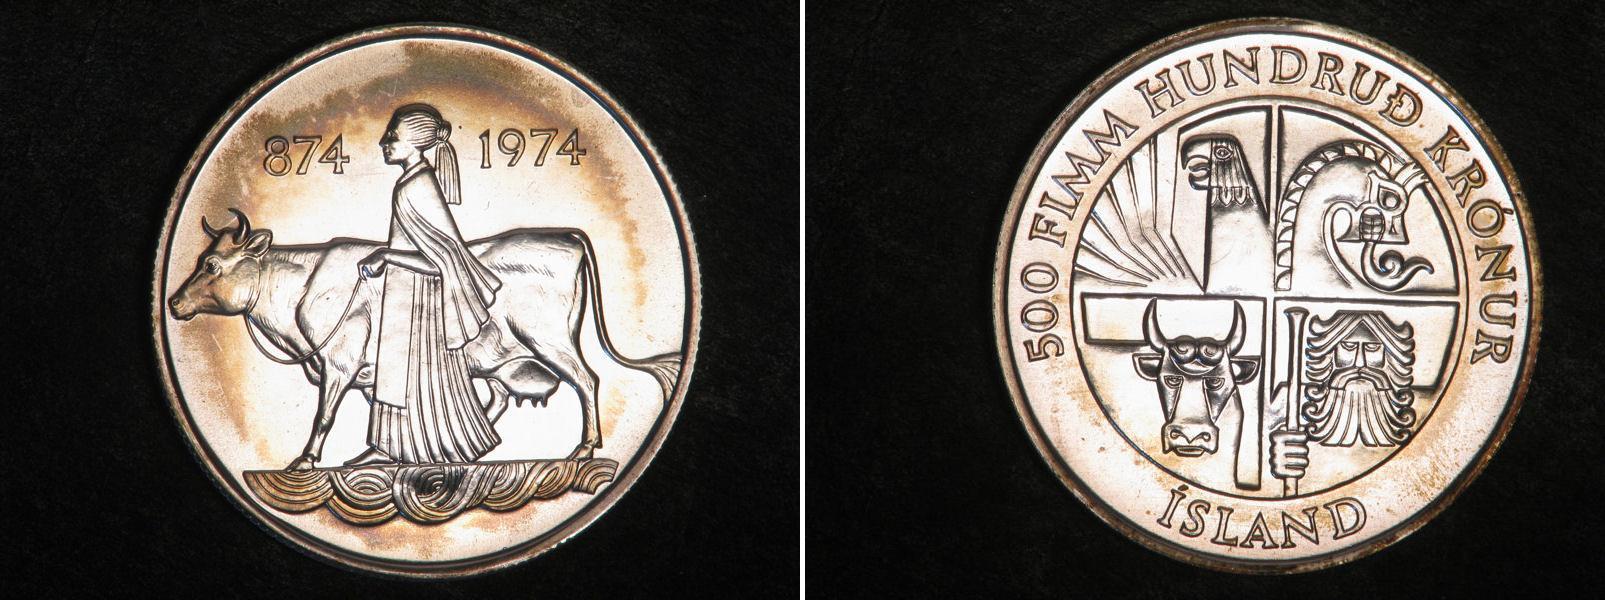 874 1974
500 FIMM HUNDRUÐ KRÓNUR
ÍSLAND